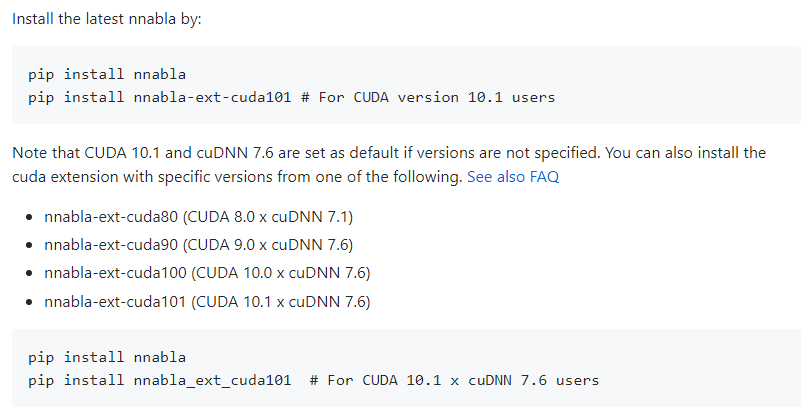 Install the latest nnabla by:
pip install nnabla
pip install nnabla-ext-cuda101 # For CUDA version 10.1 users
Note that CUDA 10.1 and cuDNN 7.6 are set as default if versions are not specified. You can also install the
cuda extension with specific versions from one of the following. See also FAQ
• nnabla-ext-cuda80 (CUDA 8.0 x cuDNN 7.1)
• nnabla-ext-cuda90 (CUDA 9.0 x cuDNN 7.6)
• nnabla-ext-cuda100 (CUDA 10.0 x cuDNN 7.6)
• nnabla-ext-cuda101 (CUDA 10.1 x cuDNN 7.6)
pip install nnabla
pip install nnabla_ext_cuda101  # For CUDA 10.1 x cuDNN 7.6 users